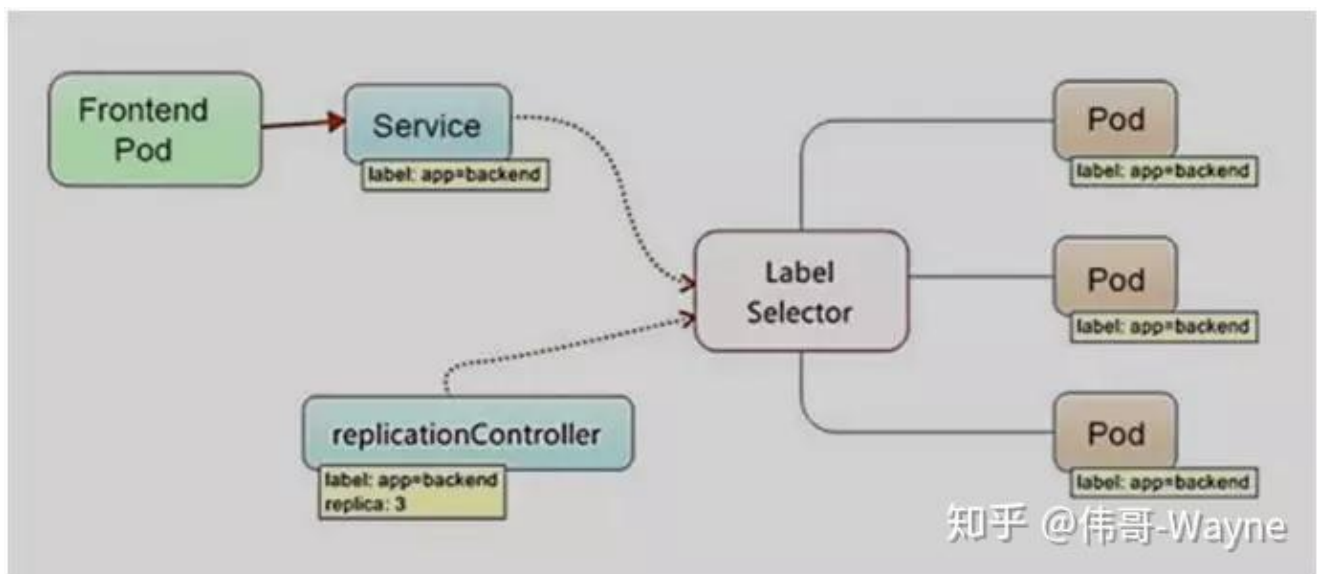 Frontend
Pod
Service
label: app=backend
Label
Selector
Pod
label: app=backend
Pod
label: app=backend
Pod
label: app=backend
replicationController
label: app=backend
replica: 3
知乎 @伟哥-Wayne